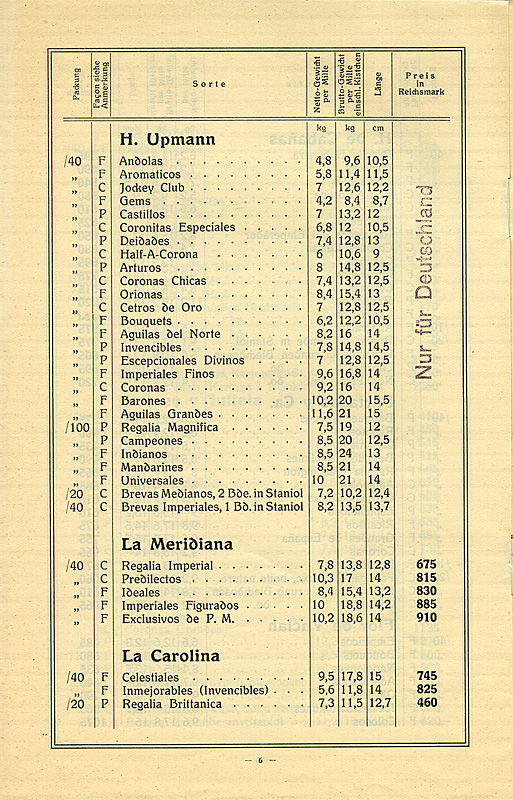 Packung Façon siehe Anmerkung Sorte Netto-Gewicht per Mille Brutto-Gewicht per Mille einschl. Kistchen Länge Preis in Reichsmark
kg kg cm
H. Upmann
/40 F Andolas 4,8 9,6 10,5
„ F Aromaticos 5,8 11,4 11,5
„ C Jockey Club 7 12,6 12,2
„ F Gems 4,2 8,4 8,7
„ P Castillos 7 13,2 12
„ C Coronitas Especiales 6,8 12 10,5
„ P Deidades 7,4 12,8 13
„ C Half-A-Corona 6 10,6 9
„ P Arturos 8 14,8 12,5
„ C Coronas Chicas 7,4 13,2 12,5
„ F Orionas 8,4 15,4 13
„ C Cetros de Oro 7 12,8 12,5
„ F Bouquets 6,2 12,2 10,5
„ F Aguilas del Norte 8,2 16 14
„ P Invencibles 7,8 14,8 14,5
„ P Escepcionales Divinos 7 12,8 12,5
„ F Imperiales Finos 9,6 16,8 14
„ C Coronas 9,2 16 14
„ F Barones 10,2 20 15,5
„ F Aguilas Grandes 11,6 21 15
/100 P Regalia Magnifica 7,5 19 12
„ P Campeones 8,5 20 12,5
„ F Indianos 8,5 24 13
„ F Mandarines 8,5 21 14
„ F Universales 10 21 14
/20 C Brevas Medianos, 2 Bde. in Staniol 7,2 10,2 12,4
/40 C Brevas Imperiales, 1 Bd. in Staniol 8,2 13,5 13,7
Nur für Deutschland
La Meridiana
/40 C Regalia Imperial 7,8 13,8 12,8 675
„ C Predilectos 10,3 17 14 815
„ F Ideales 8,4 15,4 13,2 830
„ F Imperiales Figurados 10 18,8 14,2 885
„ F Exclusivos de P. M. 10,2 18,6 14 910
La Carolina
/40 F Celestiales 9,5 17,8 15 745
„ F Inmejorables (Invencibles) 5,6 11,8 14 825
/20 P Regalia Brittanica 7,3 11,5 12,7 460
— 6 —